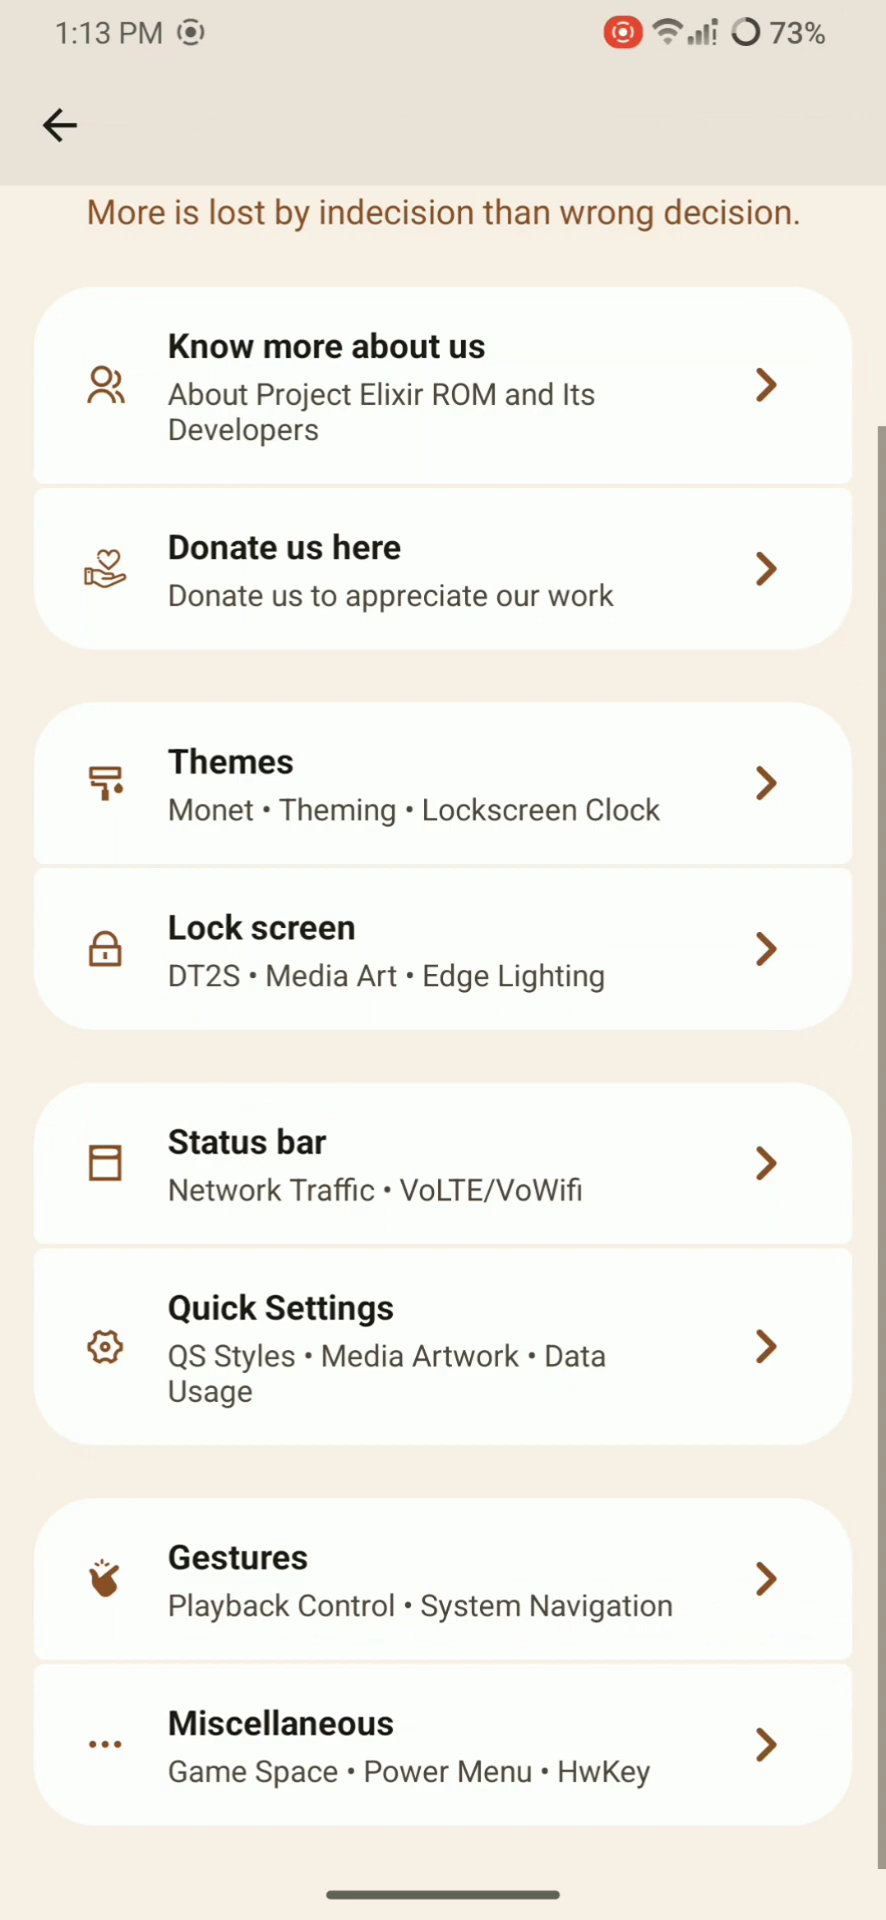 1:13 PM
73%
More is lost by indecision than wrong decision.
Know more about us
About Project Elixir ROM and Its
Developers
Donate us here
Donate us to appreciate our work
Themes
Monet • Theming • Lockscreen Clock
Lock screen
DT2S • Media Art • Edge Lighting
Status bar
Network Traffic • VoLTE/VoWifi
Quick Settings
QS Styles • Media Artwork • Data
Usage
Gestures
Playback Control • System Navigation
Miscellaneous
Game Space • Power Menu • HwKey